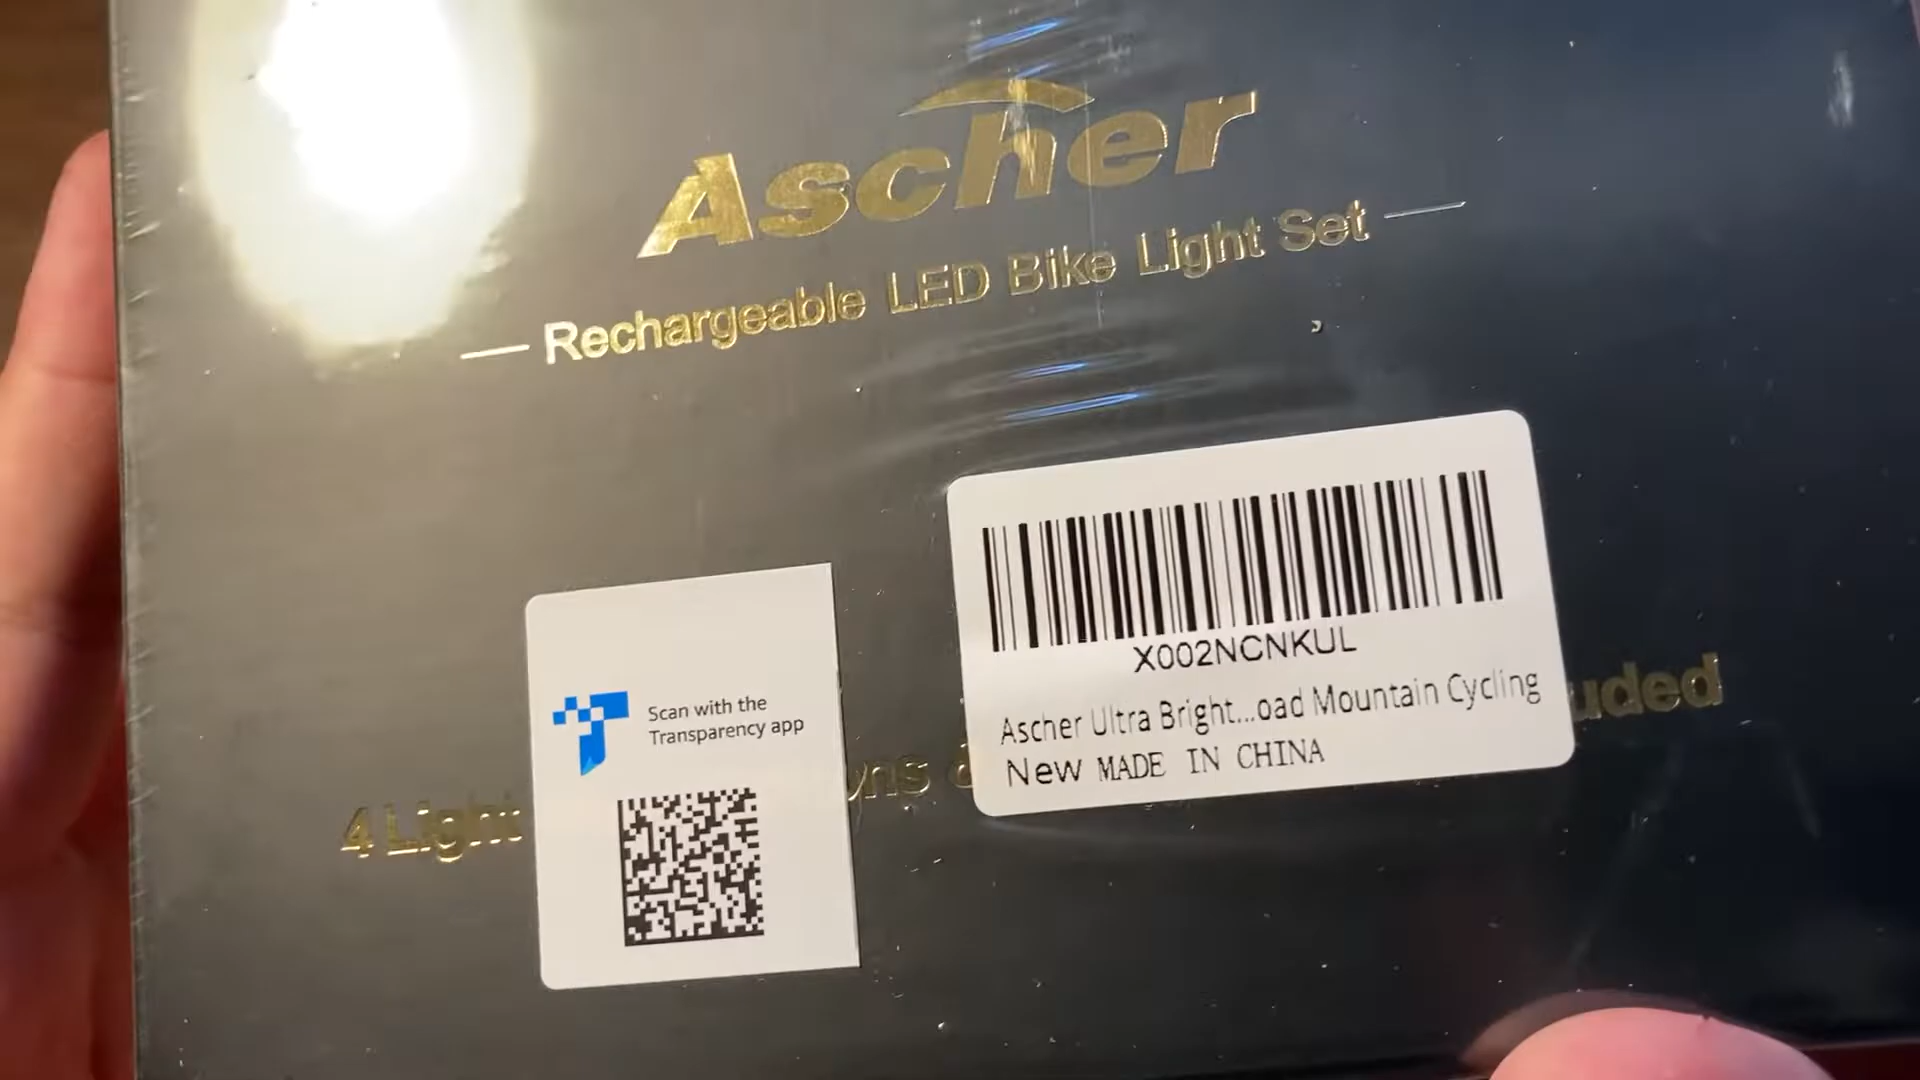 Ascher
Rechargeable LED Bike Light Set
X002NCNKUL
Ascher Ultra Bright...oad Mountain Cycling
New MADE IN CHINA
Scan with the
Transparency app
4 Light